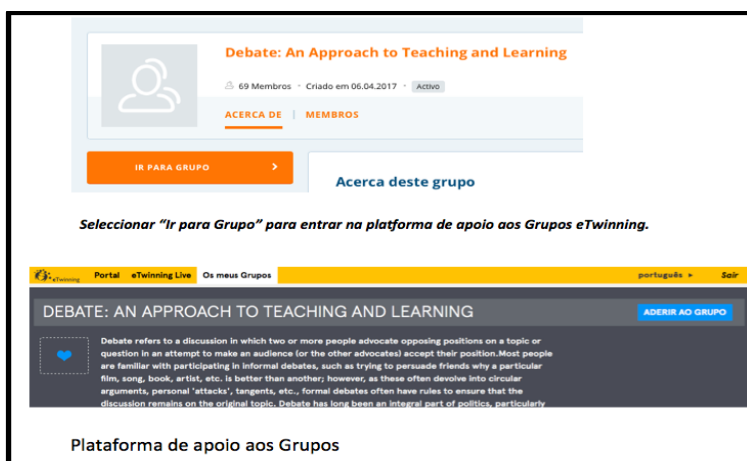 Debate: An Approach to Teaching and Learning
69 Membros · Criado em 06.04.2017 · Activo
ACERCA DE | MEMBROS
IR PARA GRUPO >
Acerca deste grupo
Seleccionar “Ir para Grupo” para entrar na platforma de apoio aos Grupos eTwinning.
eTwinning Portal eTwinning Live Os meus Grupos português Sair
DEBATE: AN APPROACH TO TEACHING AND LEARNING ADERIR AO GRUPO
Debate refers to a discussion in which two or more people advocate opposing positions on a topic or
question in an attempt to make an audience (or the other advocates) accept their position.Most people
are familiar with participating in informal debates, such as trying to persuade friends why a particular
film, song, book, artist, etc. is better than another; however, as these often devolve into circular
arguments, personal 'attacks', tangents, etc., formal debates often have rules to ensure that the
discussion remains on the original topic. Debate has long been an integral part of politics, particularly
Plataforma de apoio aos Grupos